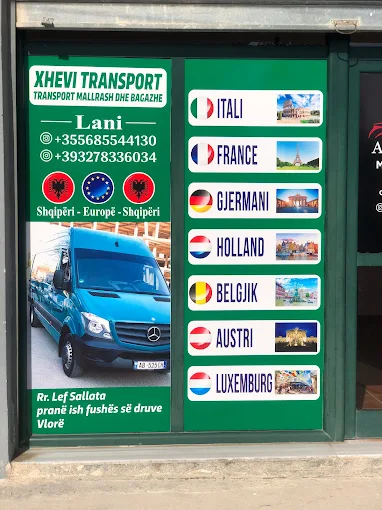 XHEVI TRANSPORT
TRANSPORT MALLRASH DHE BAGAZHE
Lani
+355685544130
+393278336034
Shqipëri - Europë - Shqipëri
Rr. Lef Sallata
pranë ish fushës së druve
Vlorë
ITALI
FRANCE
GJERMANI
HOLLAND
BELGJIK
AUSTRI
LUXEMBURG